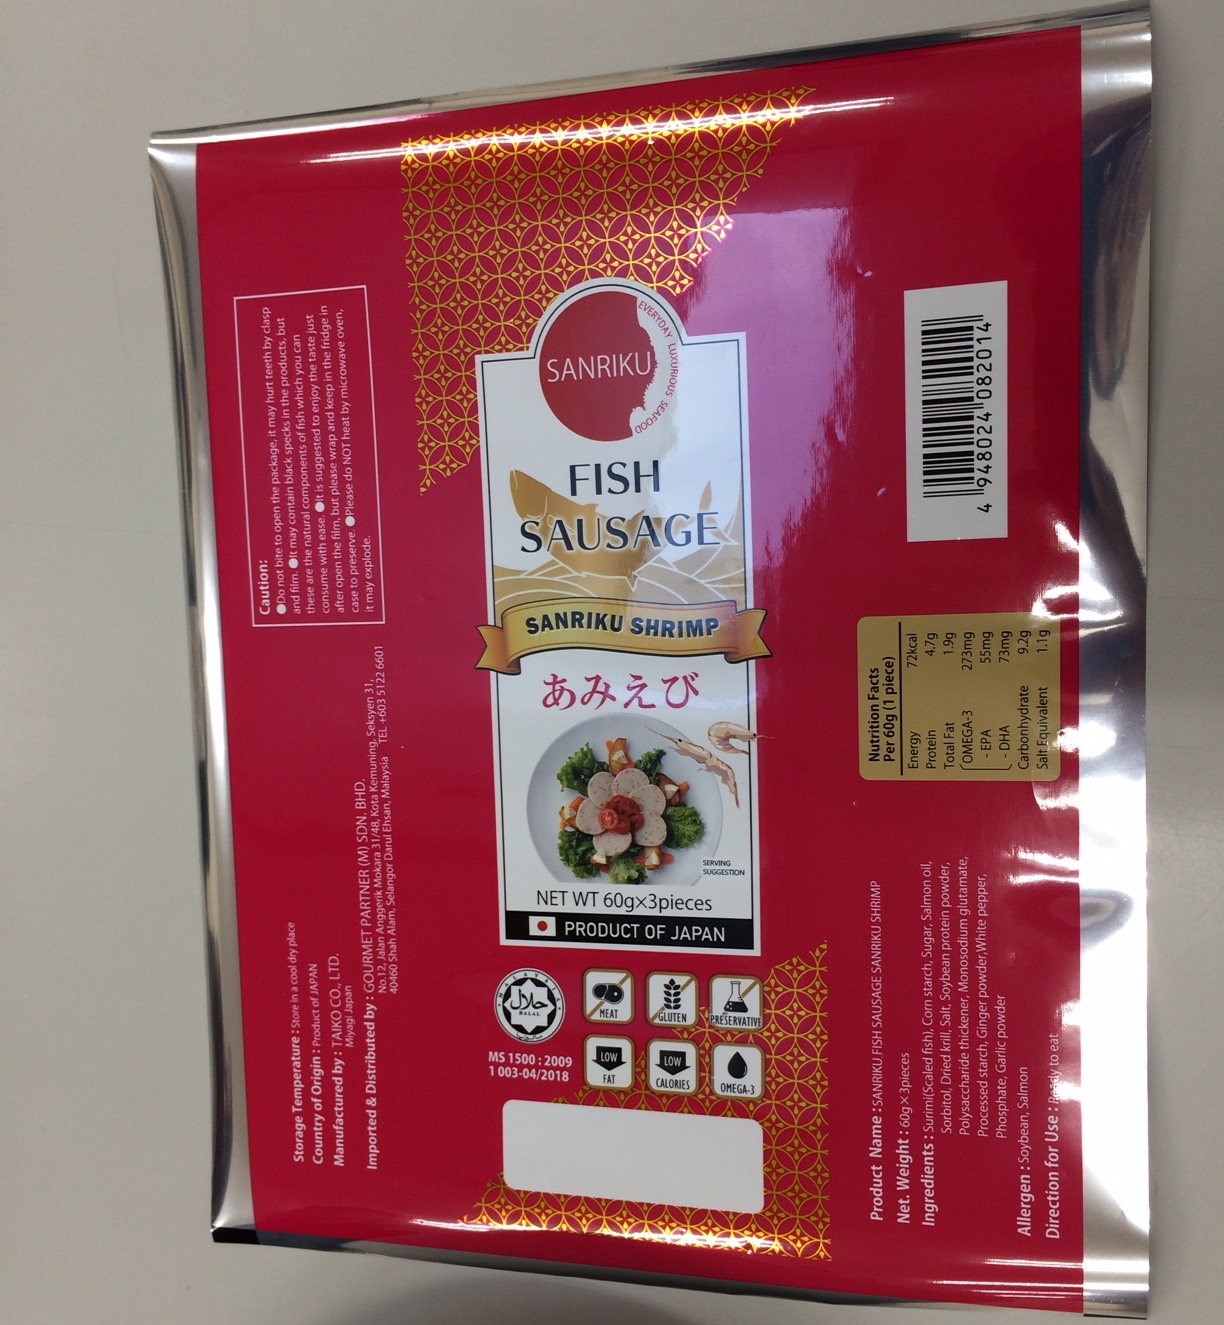 Caution:
●Do not bite to open the package, it may hurt teeth by clasp
and film. ●It may contain black specks in the products, but
these are the natural components of fish which you can
consume with ease. ●It is suggested to enjoy the taste just
after open the film, but please wrap and keep in the fridge in
case to preserve. ●Please do NOT heat by microwave oven,
it may explode.
Storage Temperature : Store in a cool dry place
Country of Origin : Product of JAPAN
Manufactured by : TAIKO CO., LTD.
Miyagi Japan
Imported & Distributed by : GOURMET PARTNER (M) SDN. BHD.
No.12, Jalan Anggerik Mokara 31/48, Kota Kemuning, Seksyen 31,
40460 Shah Alam, Selangor Darul Ehsan, Malaysia TEL +603 5122 6601
SANRIKU
EVERYDAY LUXURIOUS SEAFOOD
FISH
SAUSAGE
SANRIKU SHRIMP
あみえび
SERVING
SUGGESTION
NET WT 60g×3pieces
PRODUCT OF JAPAN
MALAYSIA
حلال
HALAL
MS 1500 : 2009
1 003-04/2018
MEAT
GLUTEN
PRESERVATIVE
LOW
FAT
LOW
CALORIES
OMEGA-3
4 948024 082014
Nutrition Facts
Per 60g (1 piece)
Energy 72kcal
Protein 4.7g
Total Fat 1.9g
OMEGA-3 273mg
- EPA 55mg
- DHA 73mg
Carbonhydrate 9.2g
Salt Equivalent 1.1g
Product Name : SANRIKU FISH SAUSAGE SANRIKU SHRIMP
Net. Weight : 60g×3pieces
Ingredients : Surimi(Scaled fish), Corn starch, Sugar, Salmon oil,
Sorbitol, Dried krill, Salt, Soybean protein powder,
Polysaccharide thickener, Monosodium glutamate,
Processed starch, Ginger powder,White pepper,
Phosphate, Garlic powder
Allergen : Soybean, Salmon
Direction for Use : Ready to eat